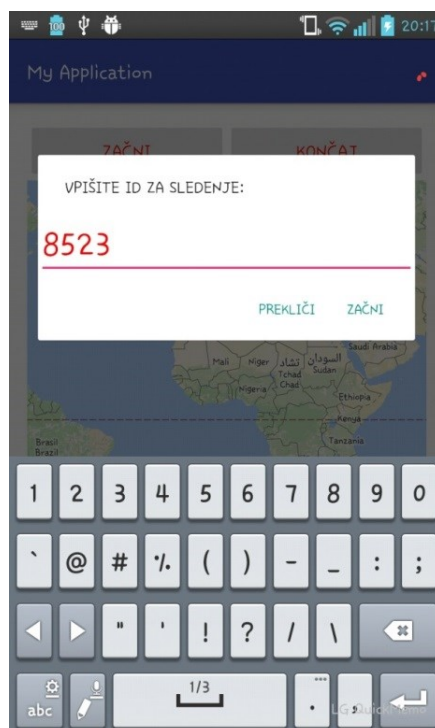 100 20:17
My Application
ZAČNI KONČAJ
VPIŠITE ID ZA SLEDENJE:
8523
PREKLIČI ZAČNI
Saudi Arabia
Mali Niger تشاد Tchad Chad السودان Sudan
Nigeria
Ethiopia
Kenya
Tanzania
Brasil
Brazil
1 2 3 4 5 6 7 8 9 0
` @ # % ( ) - _ : ;
" ' ! ? / \
abc 1/3 . ,
LG QuickMemo